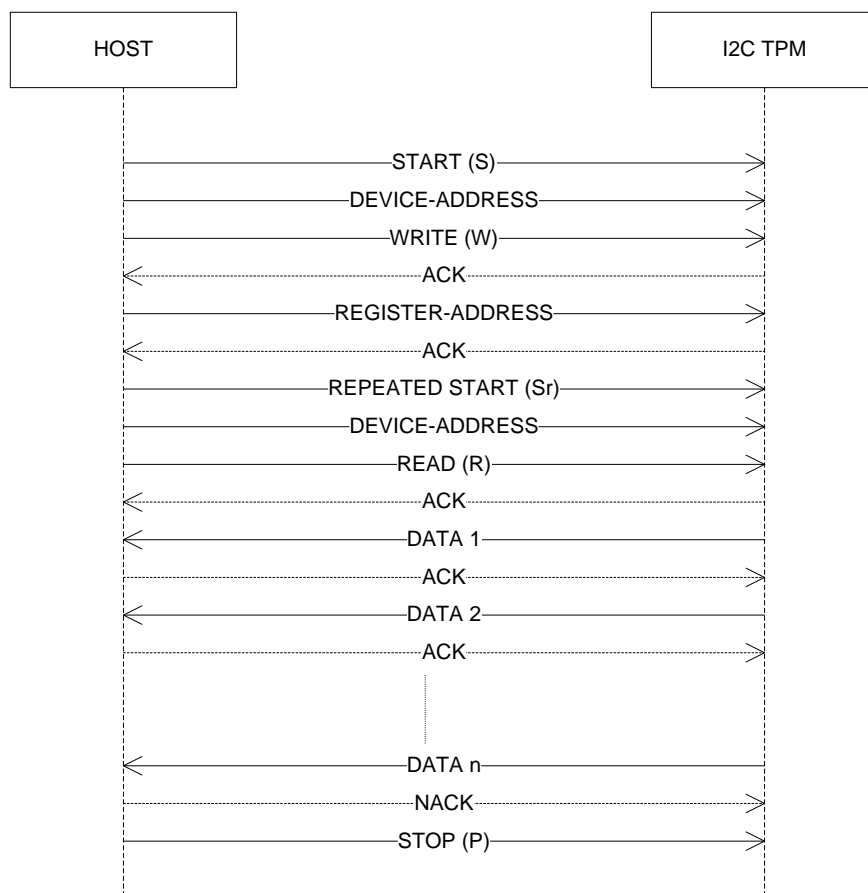 HOST
I2C TPM
START (S)
DEVICE-ADDRESS
WRITE (W)
ACK
REGISTER-ADDRESS
ACK
REPEATED START (Sr)
DEVICE-ADDRESS
READ (R)
ACK
DATA 1
ACK
DATA 2
ACK
DATA n
NACK
STOP (P)